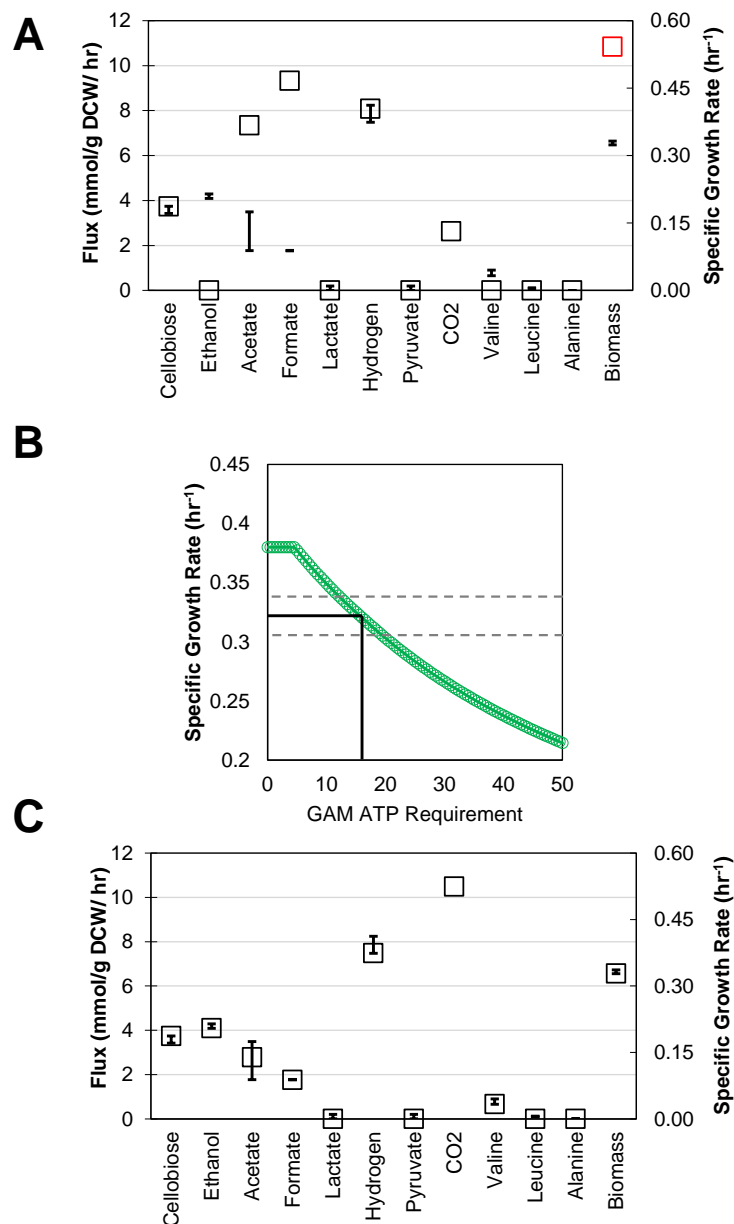 A
Flux (mmol/g DCW/ hr)
12
10
8
6
4
2
0
0.60
0.45
0.30
0.15
0.00
Specific Growth Rate (hr-1)
Cellobiose
Ethanol
Acetate
Formate
Lactate
Hydrogen
Pyruvate
CO2
Valine
Leucine
Alanine
Biomass
B
Specific Growth Rate (hr-1)
0.45
0.4
0.35
0.3
0.25
0.2
0 10 20 30 40 50
GAM ATP Requirement
C
Flux (mmol/g DCW/ hr)
12
10
8
6
4
2
0
0.60
0.45
0.30
0.15
0.00
Specific Growth Rate (hr-1)
Cellobiose
Ethanol
Acetate
Formate
Lactate
Hydrogen
Pyruvate
CO2
Valine
Leucine
Alanine
Biomass